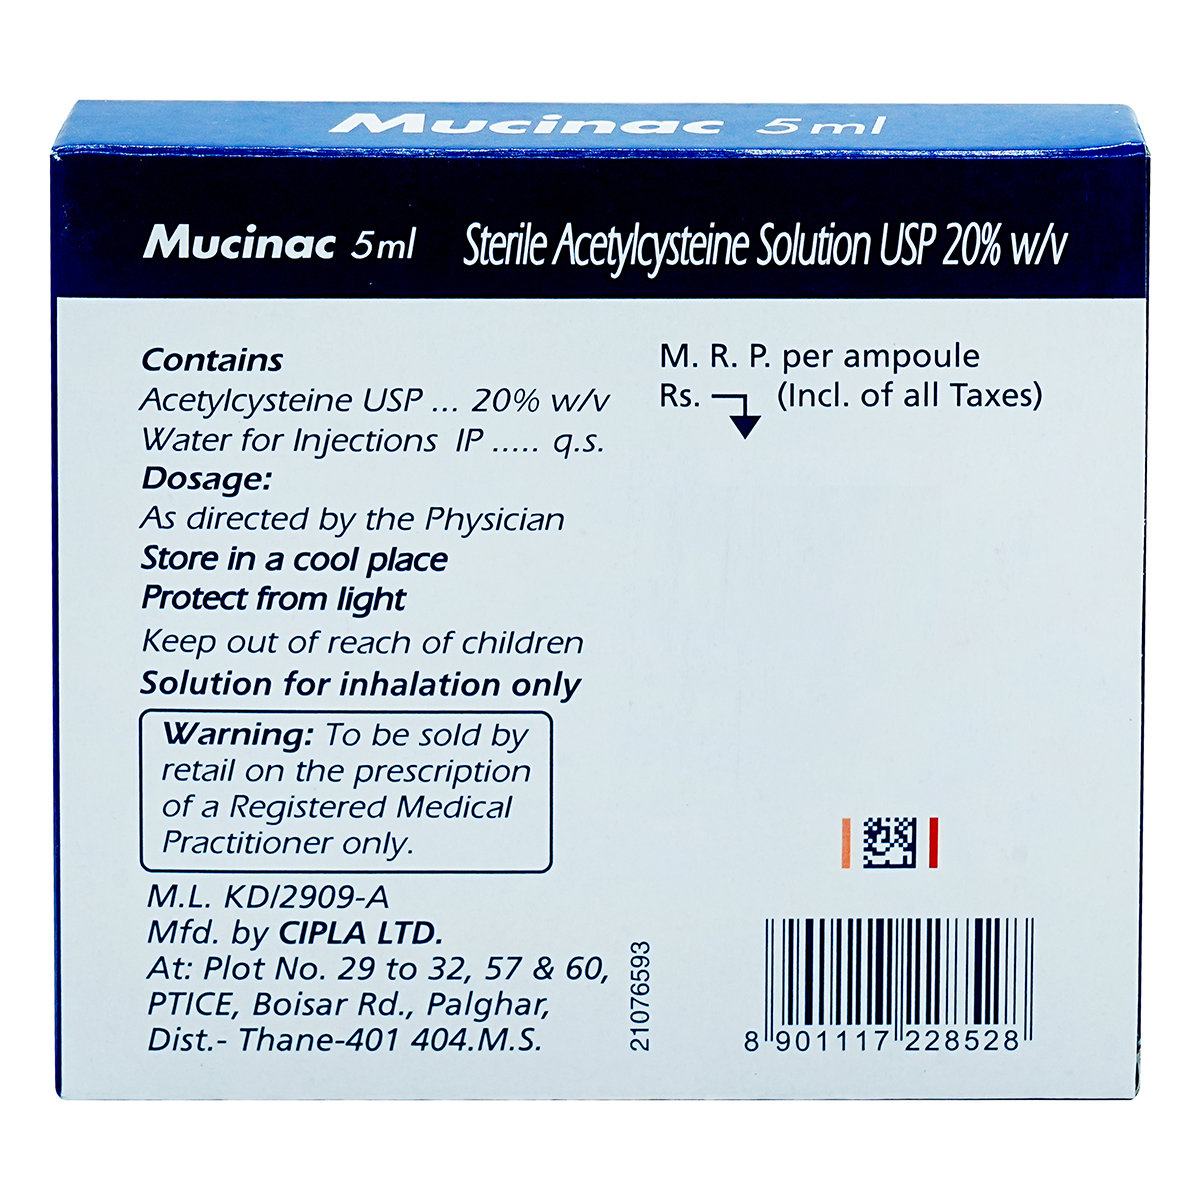 Mucinac 5ml
Mucinac 5ml Sterile Acetylcysteine Solution USP 20% w/v
Contains
Acetylcysteine USP ... 20% w/v
Water for Injections IP ..... q.s.
Dosage:
As directed by the Physician
Store in a cool place
Protect from light
Keep out of reach of children
Solution for inhalation only
Warning: To be sold by
retail on the prescription
of a Registered Medical
Practitioner only.
M.L. KD/2909-A
Mfd. by CIPLA LTD.
At: Plot No. 29 to 32, 57 & 60,
PTICE, Boisar Rd., Palghar,
Dist.- Thane-401 404.M.S.
21076593
M. R. P. per ampoule
Rs. (Incl. of all Taxes)
8 901117 228528